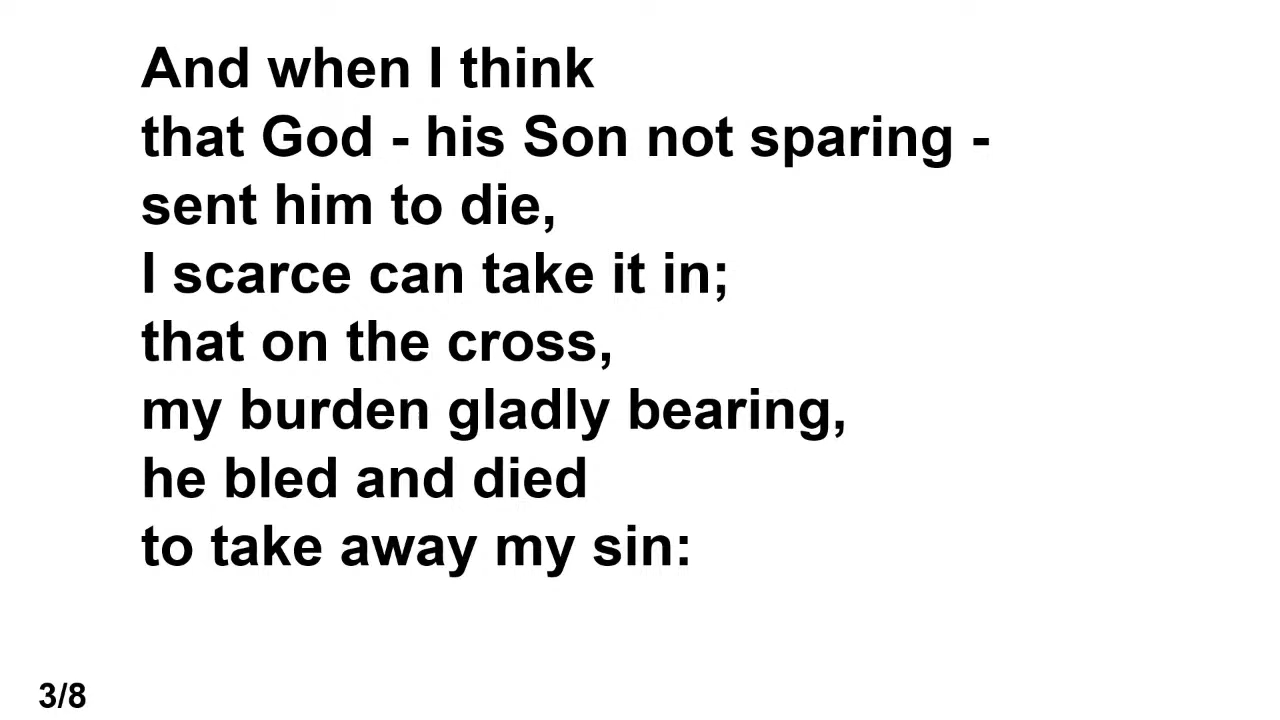 And when I think
that God - his Son not sparing -
sent him to die,
I scarce can take it in;
that on the cross,
my burden gladly bearing,
he bled and died
to take away my sin:
3/8